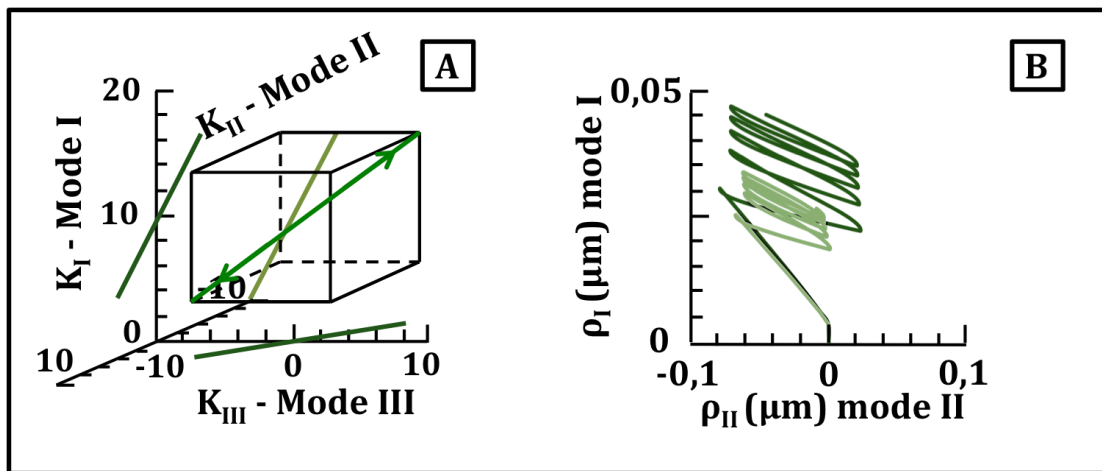 A
20
K_II - Mode II
K_I - Mode I
10
-10
0
10
-10
0
10
K_III - Mode III
B
0,05
ρ_I (μm) mode I
0
-0,1
0
0,1
ρ_II (μm) mode II